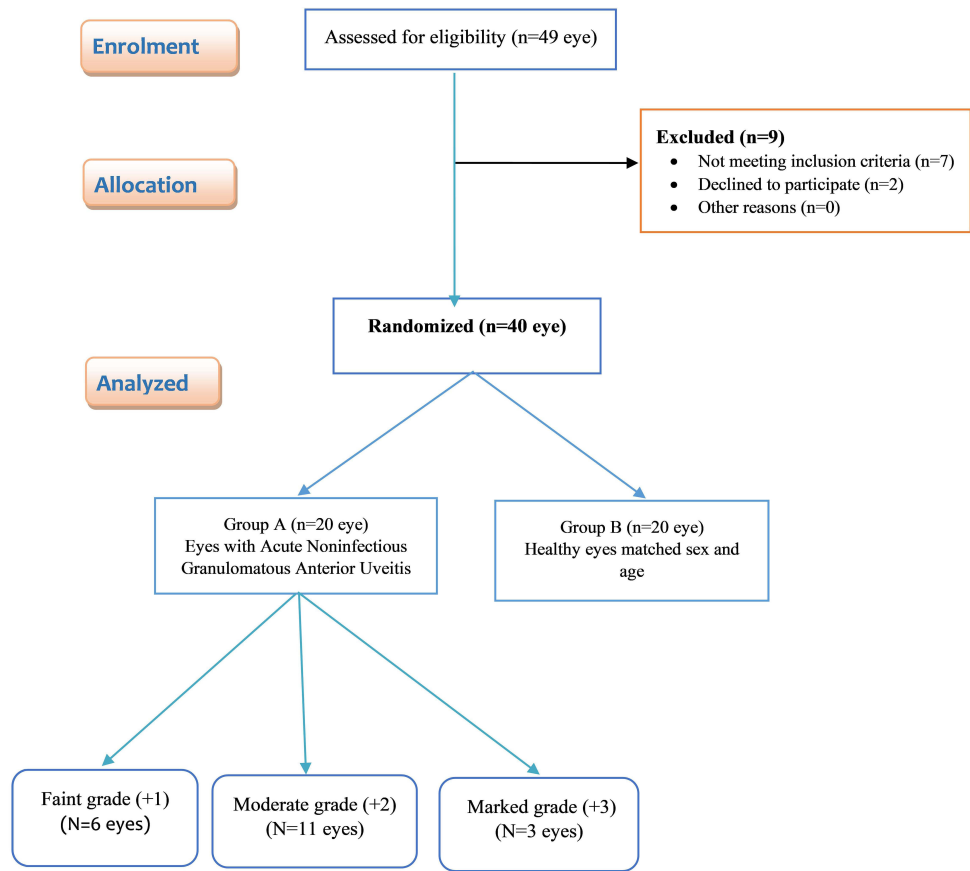 Enrolment
Assessed for eligibility (n=49 eye)
Excluded (n=9)
• Not meeting inclusion criteria (n=7)
• Declined to participate (n=2)
• Other reasons (n=0)
Allocation
Randomized (n=40 eye)
Analyzed
Group A (n=20 eye)
Eyes with Acute Noninfectious
Granulomatous Anterior Uveitis
Group B (n=20 eye)
Healthy eyes matched sex and
age
Faint grade (+1)
(N=6 eyes)
Moderate grade (+2)
(N=11 eyes)
Marked grade (+3)
(N=3 eyes)